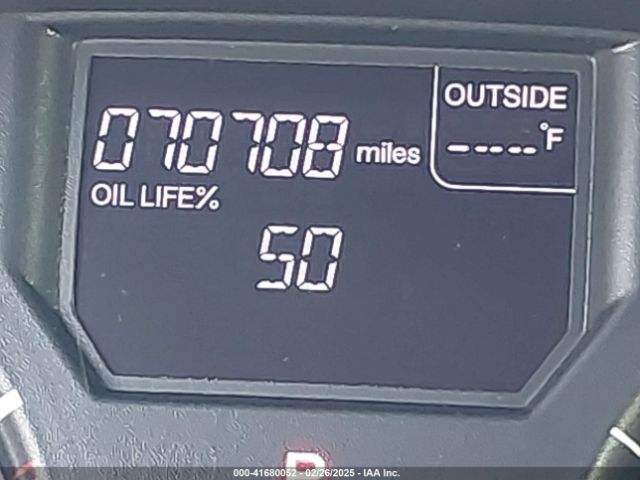 OUTSIDE
070708 miles
-----°F
OIL LIFE%
50
000-41680052 - 02/26/2025 - IAA Inc.